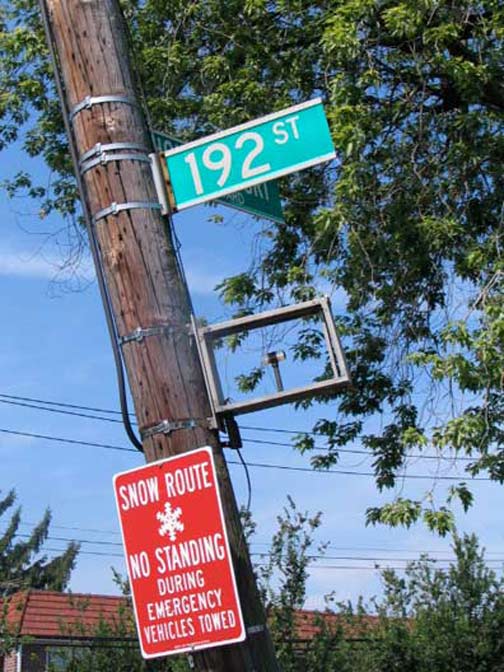 192 ST
SNOW ROUTE
NO STANDING
DURING
EMERGENCY
VEHICLES TOWED